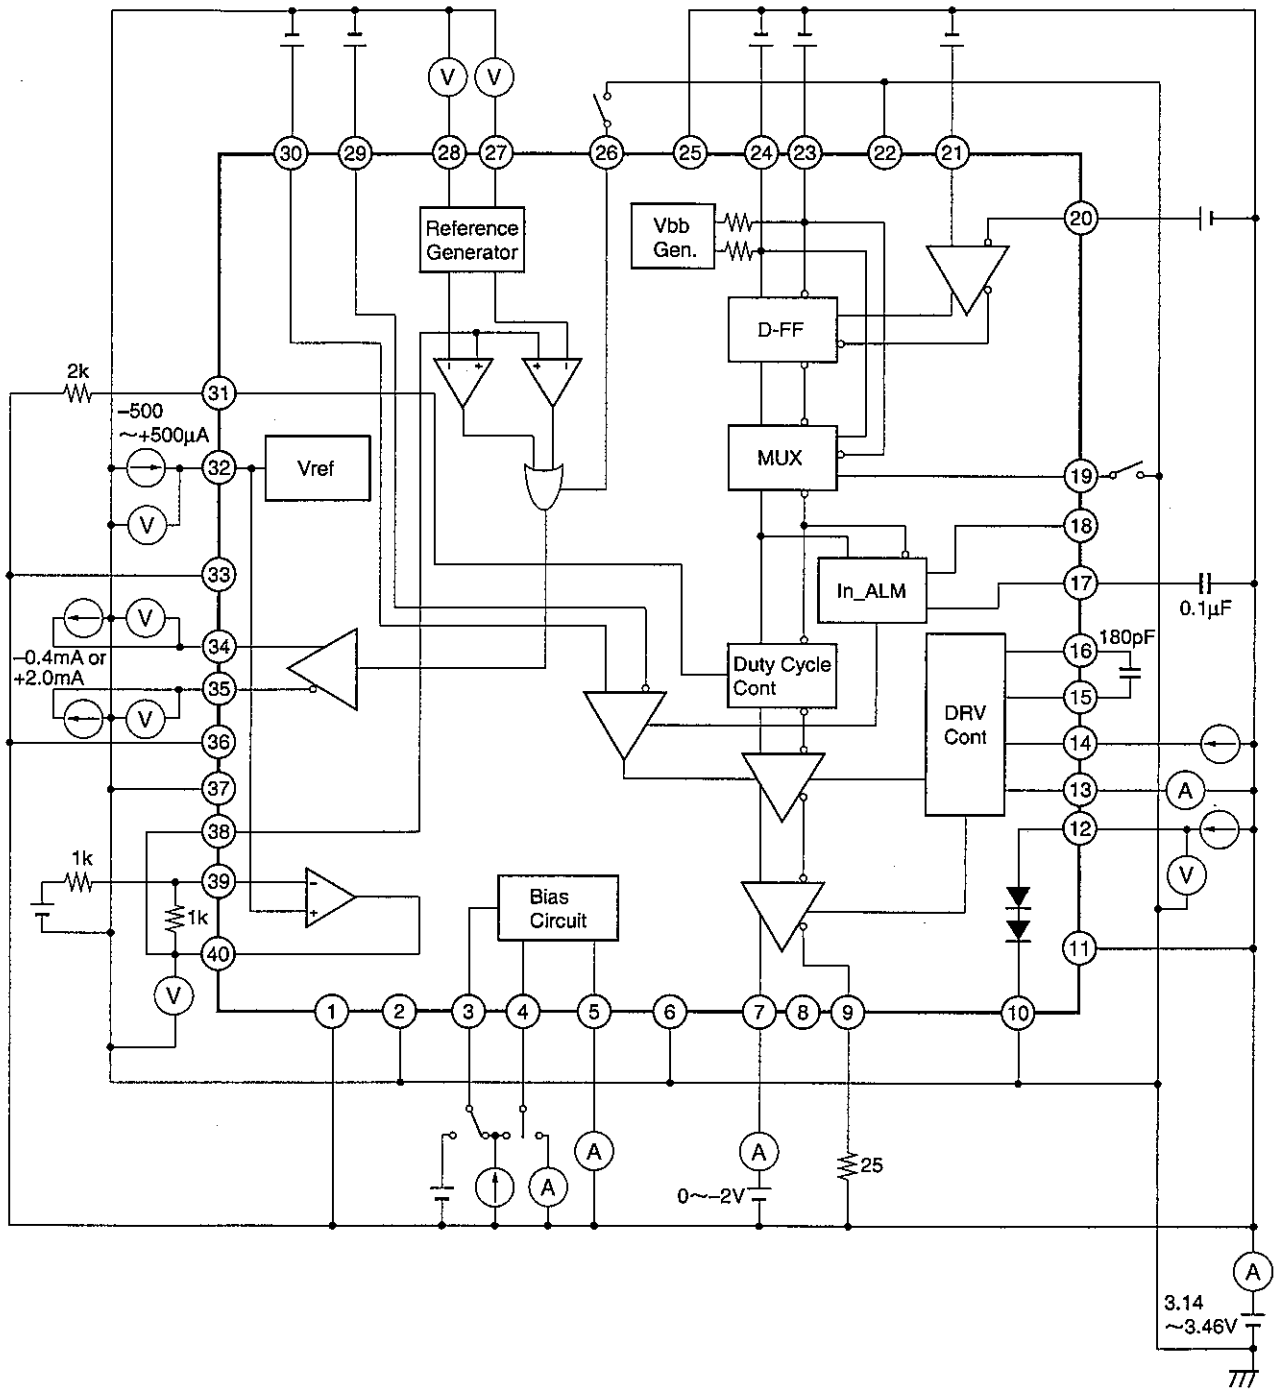 V V
30 29 28 27 26 25 24 23 22 21
20
Reference
Generator
Vbb
Gen.
D-FF
2k
31
−500
～+500μA
32
Vref
MUX
19
V
18
33
In_ALM
17
0.1μF
V
34
−0.4mA or
+2.0mA
35
V
36
37
38
1k
39
1k
40
V
Duty Cycle
Cont
DRV
Cont
16
180pF
15
14
13
A
12
V
11
Bias
Circuit
− + + −
−
+
1 2 3 4 5 6 7 8 9 10
A
A
A
0～−2V
25
A
3.14
～3.46V